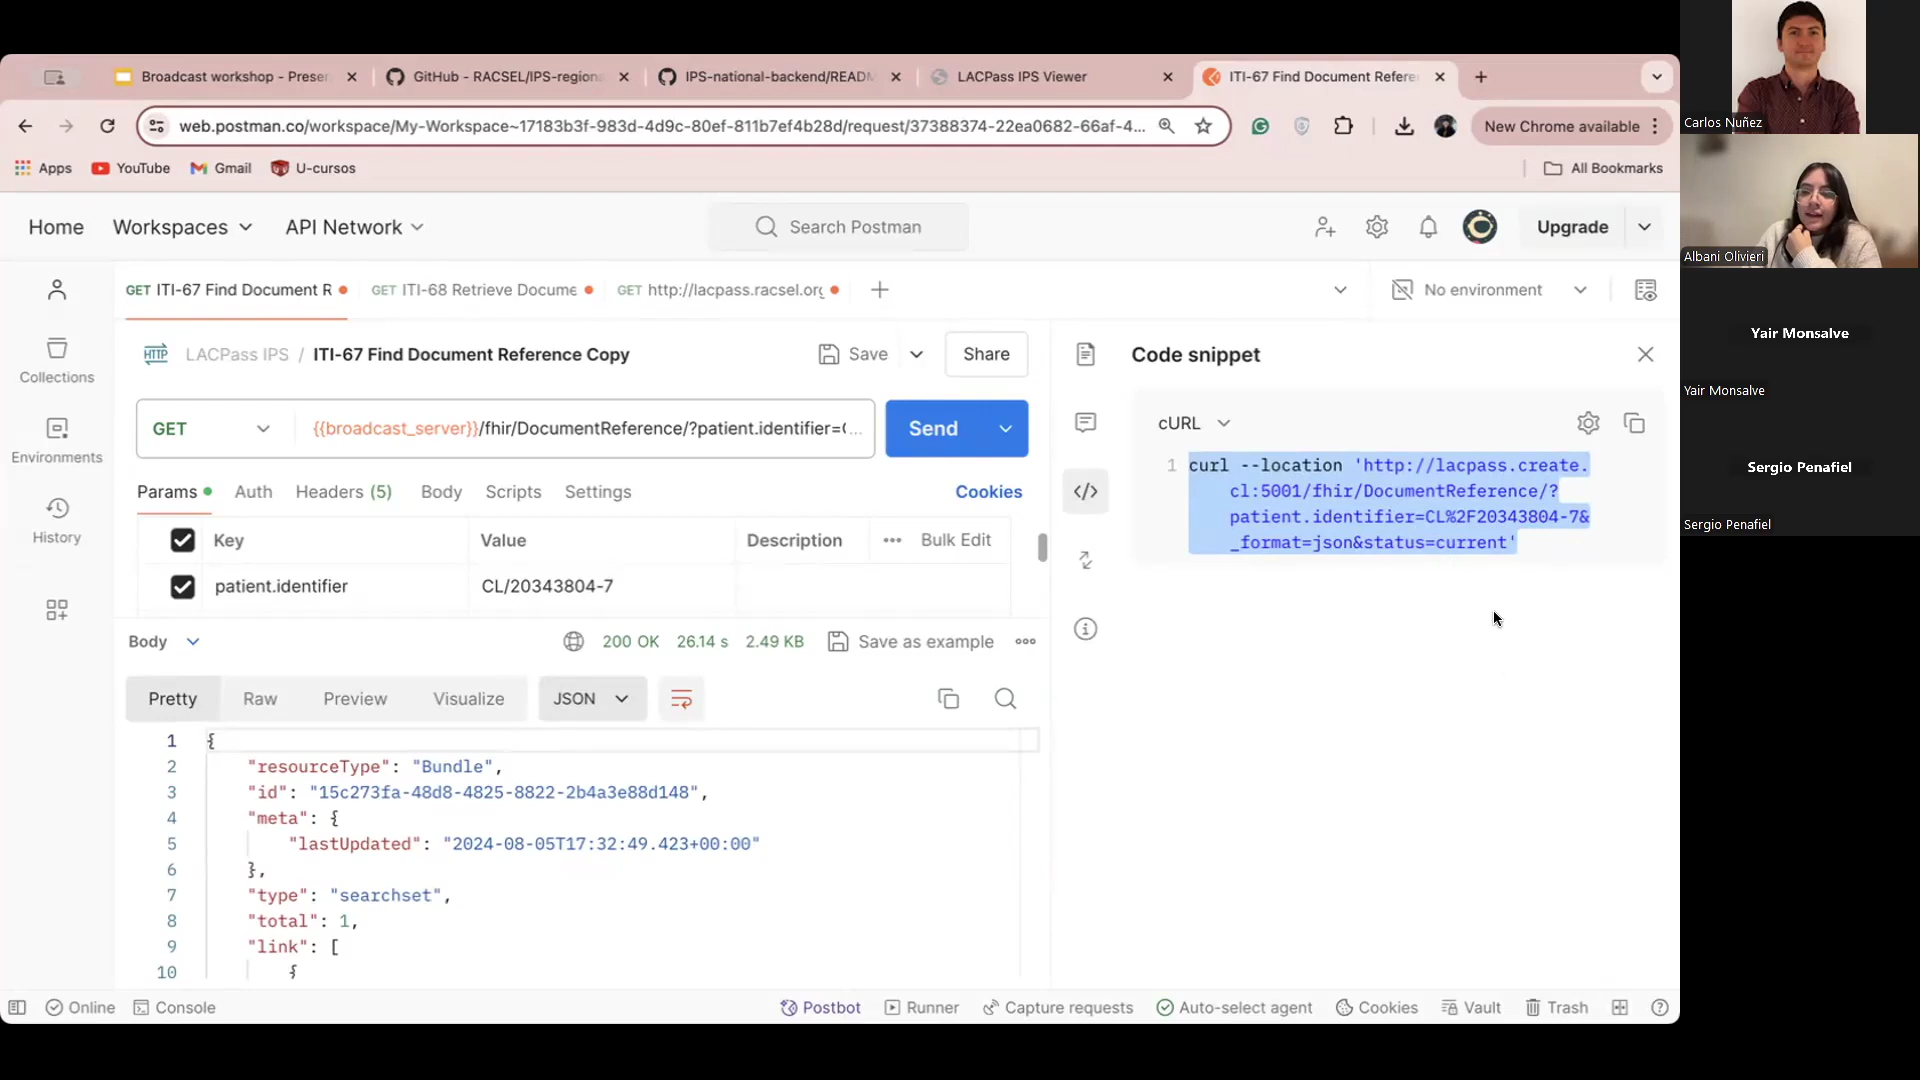 Broadcast workshop - Presen
GitHub - RACSEL/IPS-regiona
IPS-national-backend/READM
LACPass IPS Viewer
ITI-67 Find Document Refere
web.postman.co/workspace/My-Workspace~17183b3f-983d-4d9c-80ef-811b7ef4b28d/request/37388374-22ea0682-66af-4...
New Chrome available
Apps
YouTube
Gmail
U-cursos
All Bookmarks
Home
Workspaces
API Network
Search Postman
Upgrade
GET ITI-67 Find Document R
GET ITI-68 Retrieve Docume
GET http://lacpass.racsel.org
No environment
Collections
Environments
History
HTTP
LACPass IPS / ITI-67 Find Document Reference Copy
Save
Share
GET
{{broadcast_server}}/fhir/DocumentReference/?patient.identifier=C...
Send
Params
Auth
Headers (5)
Body
Scripts
Settings
Cookies
Key
Value
Description
Bulk Edit
patient.identifier
CL/20343804-7
Body
200 OK
26.14 s
2.49 KB
Save as example
Pretty
Raw
Preview
Visualize
JSON
1 {
2 "resourceType": "Bundle",
3 "id": "15c273fa-48d8-4825-8822-2b4a3e88d148",
4 "meta": {
5 "lastUpdated": "2024-08-05T17:32:49.423+00:00"
6 },
7 "type": "searchset",
8 "total": 1,
9 "link": [
10 {
Code snippet
cURL
1 curl --location 'http://lacpass.create.
cl:5001/fhir/DocumentReference/?
patient.identifier=CL%2F20343804-7&
_format=json&status=current'
Online
Console
Postbot
Runner
Capture requests
Auto-select agent
Cookies
Vault
Trash
Carlos Nuñez
Albani Olivieri
Yair Monsalve
Yair Monsalve
Sergio Penafiel
Sergio Penafiel